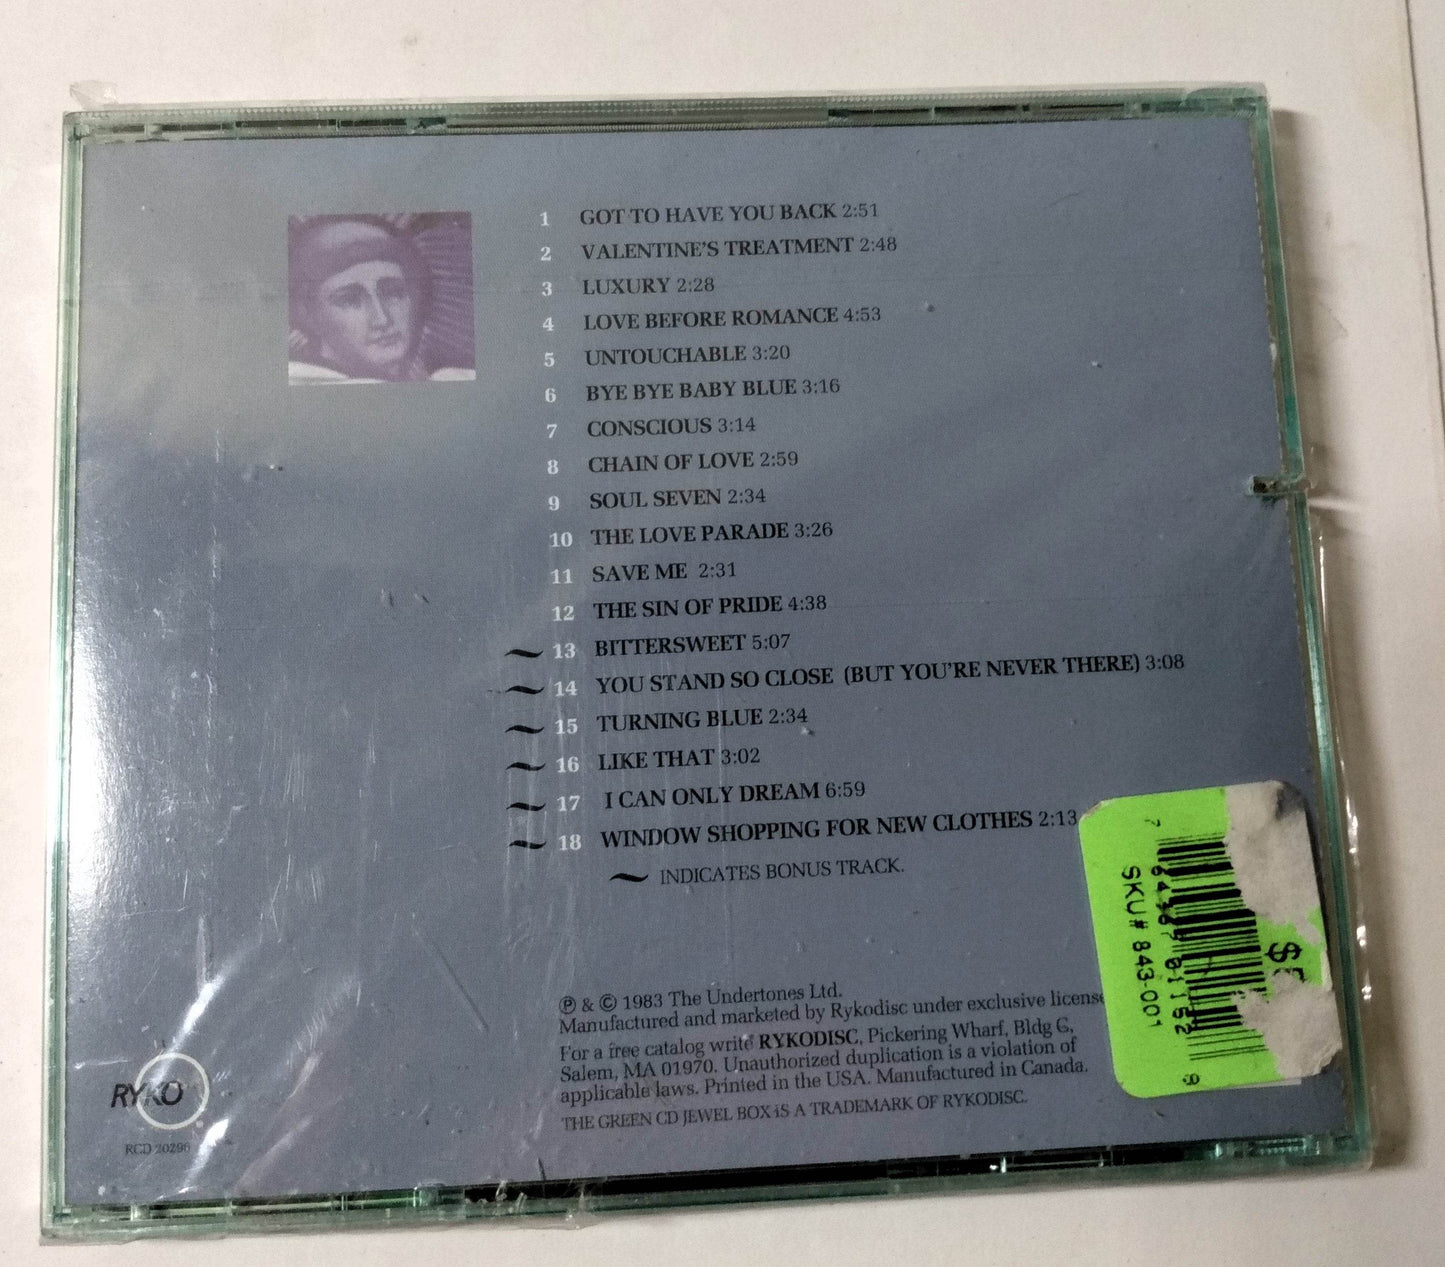 1 GOT TO HAVE YOU BACK 2:51
2 VALENTINE'S TREATMENT 2:48
3 LUXURY 2:28
4 LOVE BEFORE ROMANCE 4:53
5 UNTOUCHABLE 3:20
6 BYE BYE BABY BLUE 3:16
7 CONSCIOUS 3:14
8 CHAIN OF LOVE 2:59
9 SOUL SEVEN 2:34
10 THE LOVE PARADE 3:26
11 SAVE ME 2:31
12 THE SIN OF PRIDE 4:38
~ 13 BITTERSWEET 5:07
~ 14 YOU STAND SO CLOSE (BUT YOU'RE NEVER THERE) 3:08
~ 15 TURNING BLUE 2:34
~ 16 LIKE THAT 3:02
~ 17 I CAN ONLY DREAM 6:59
~ 18 WINDOW SHOPPING FOR NEW CLOTHES 2:13
~ INDICATES BONUS TRACK.
℗ & © 1983 The Undertones Ltd.
Manufactured and marketed by Rykodisc under exclusive license
For a free catalog write RYKODISC, Pickering Wharf, Bldg C,
Salem, MA 01970. Unauthorized duplication is a violation of
applicable laws. Printed in the USA. Manufactured in Canada.
THE GREEN CD JEWEL BOX IS A TRADEMARK OF RYKODISC.
RYKO
RCD 20296
SKU# 843-001